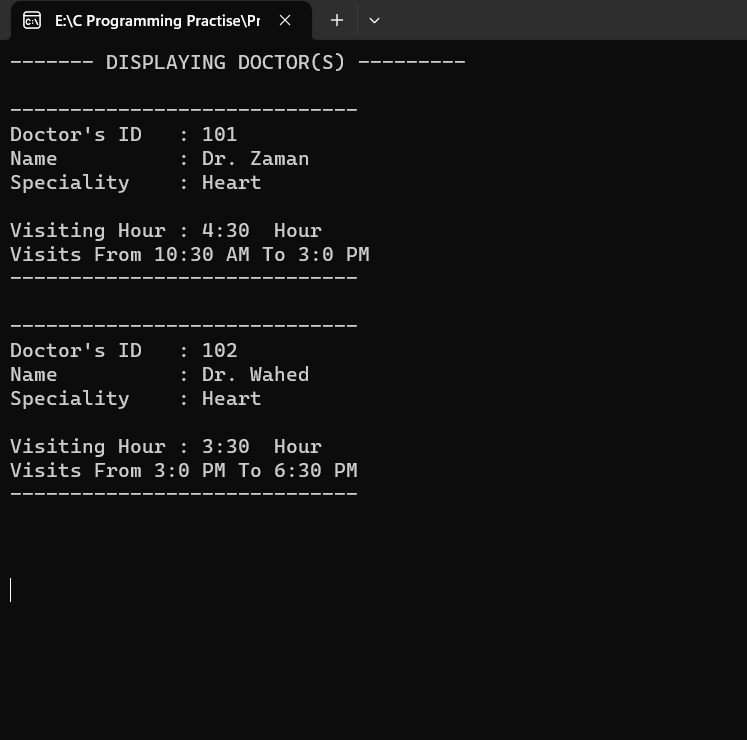 E:\C Programming Practise\Pr
------- DISPLAYING DOCTOR(S) ---------
-----------------------------
Doctor's ID   : 101
Name          : Dr. Zaman
Speciality    : Heart
Visiting Hour : 4:30  Hour
Visits From 10:30 AM To 3:0 PM
-----------------------------
-----------------------------
Doctor's ID   : 102
Name          : Dr. Wahed
Speciality    : Heart
Visiting Hour : 3:30  Hour
Visits From 3:0 PM To 6:30 PM
-----------------------------